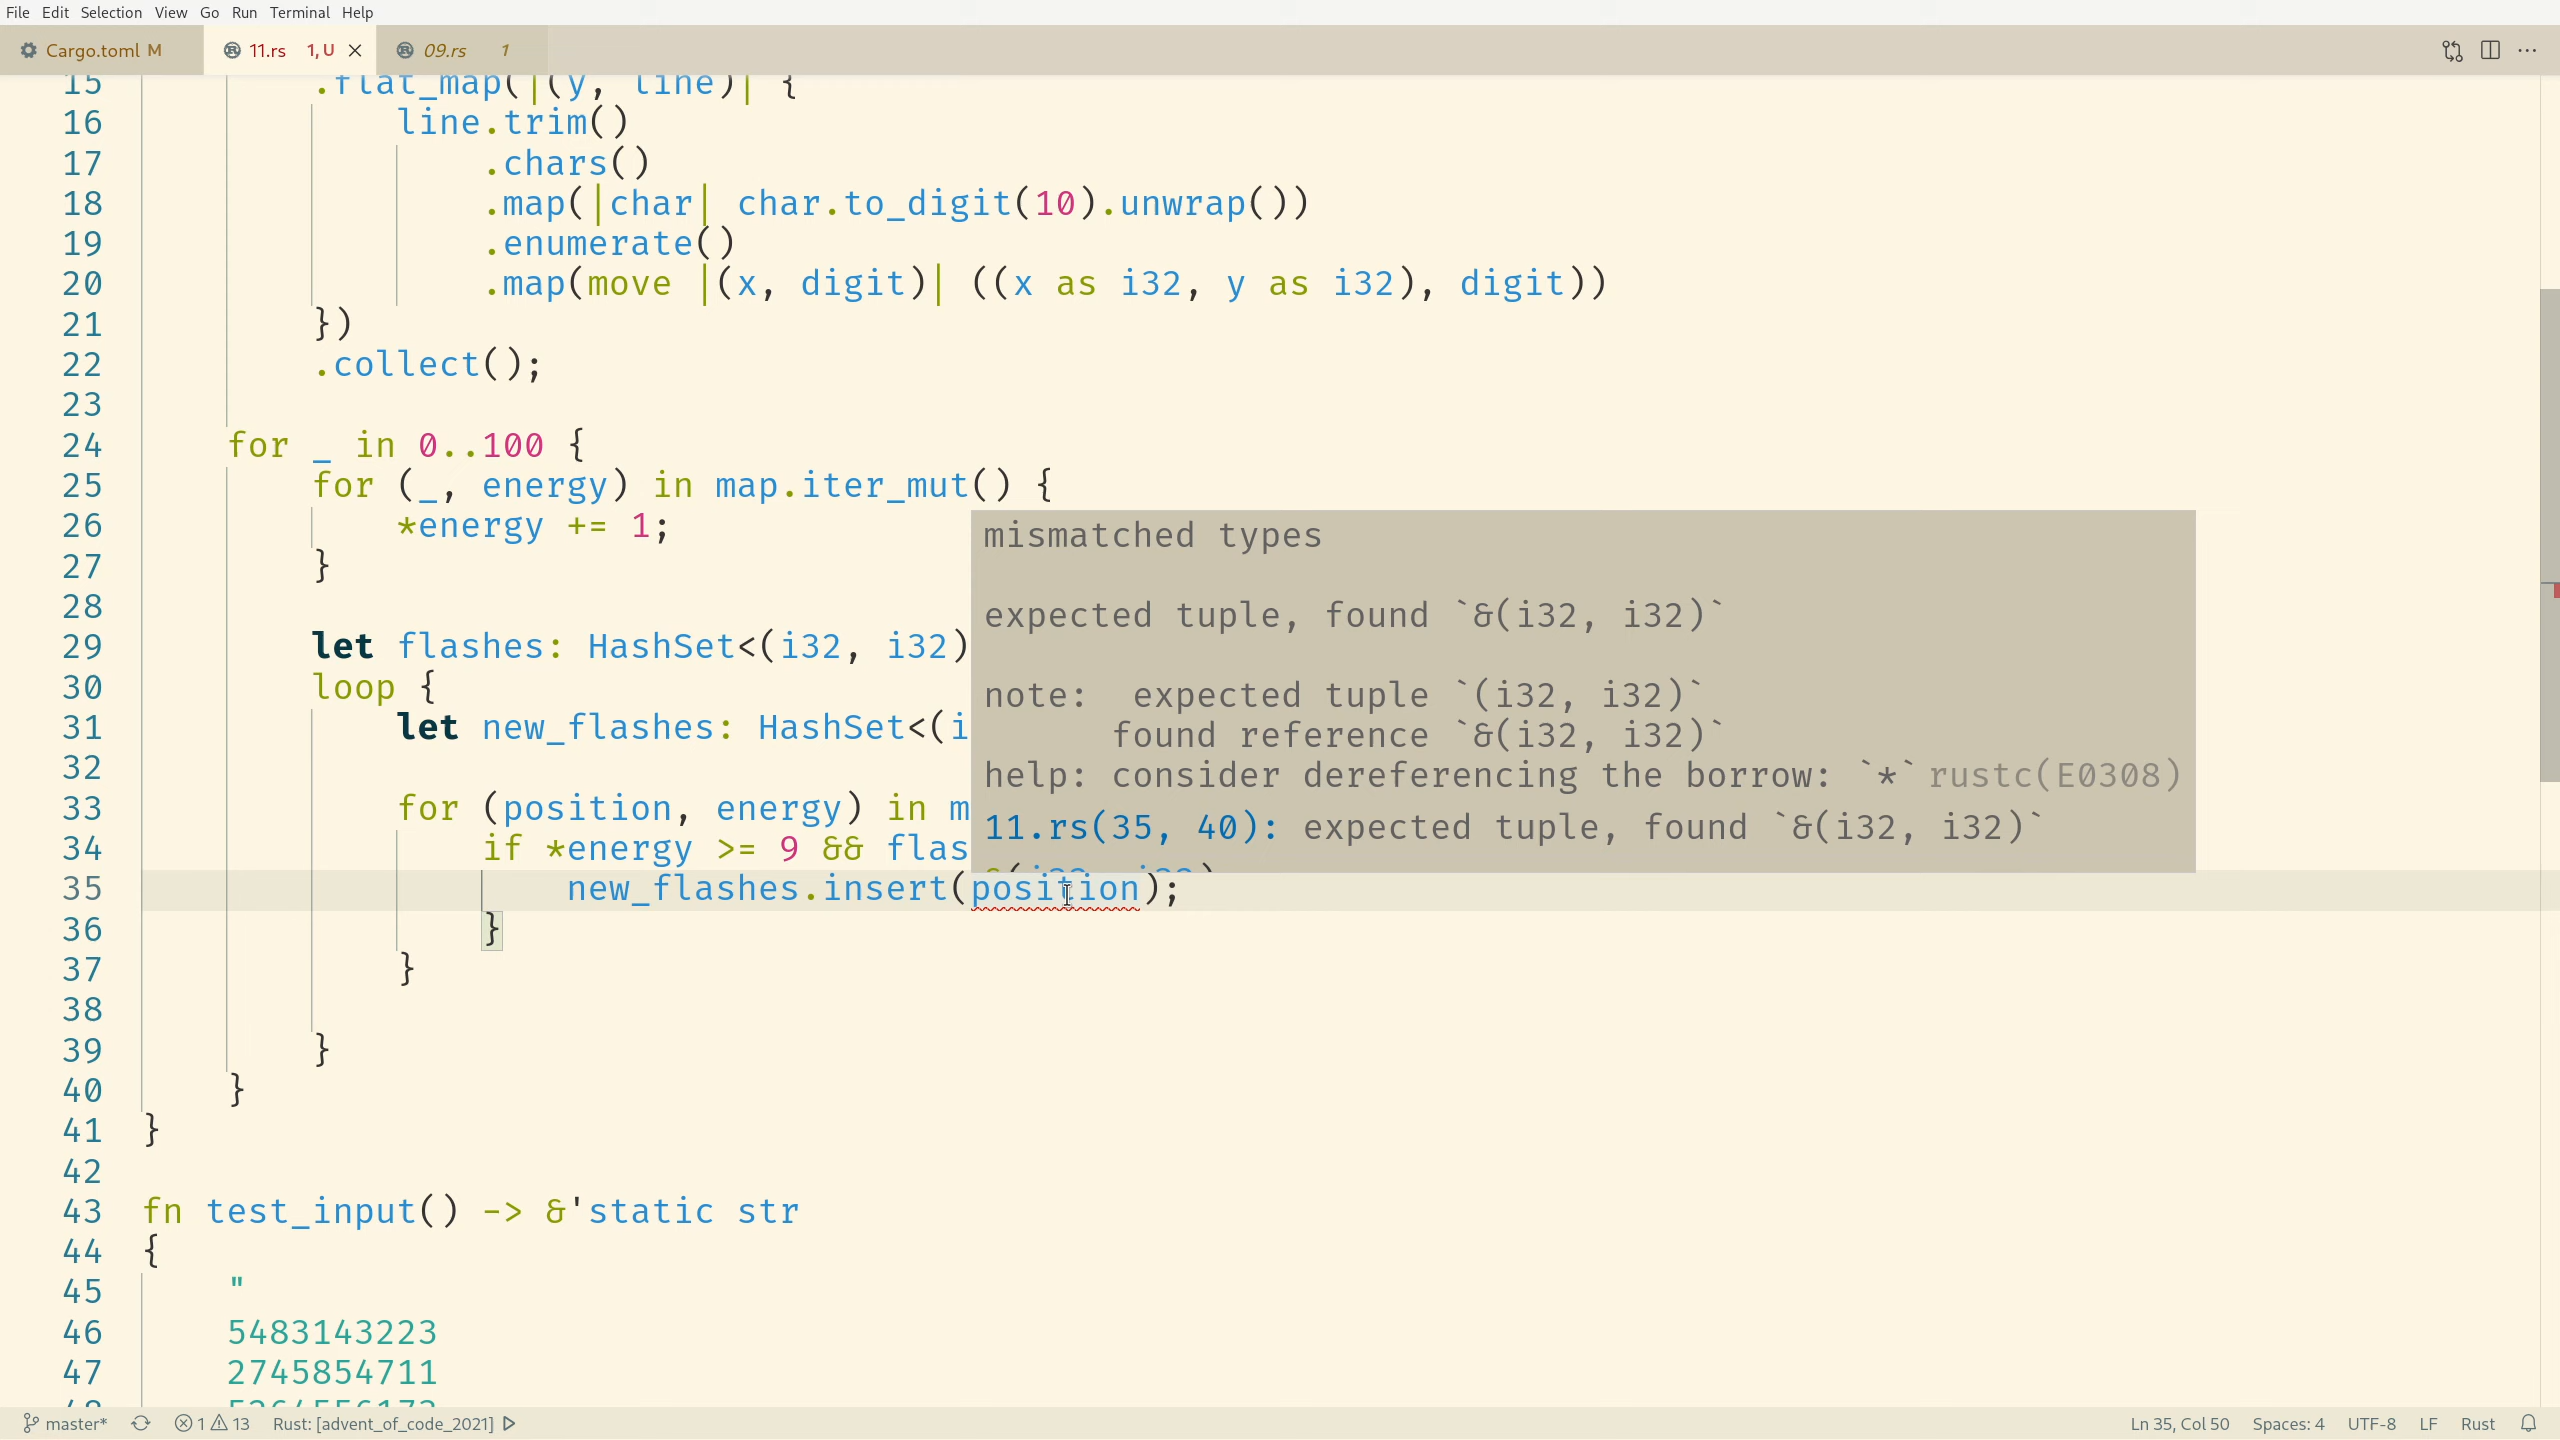 File Edit Selection View Go Run Terminal Help
Cargo.toml M 11.rs 1, U 09.rs 1
15 .flat_map(|(y, line)| {
16 line.trim()
17 .chars()
18 .map(|char| char.to_digit(10).unwrap())
19 .enumerate()
20 .map(move |(x, digit)| ((x as i32, y as i32), digit))
21 })
22 .collect();
23
24 for _ in 0..100 {
25 for (_, energy) in map.iter_mut() {
26 *energy += 1;
27 }
28
29 let flashes: HashSet<(i32, i32)
30 loop {
31 let new_flashes: HashSet<(i
32
33 for (position, energy) in m
34 if *energy >= 9 && flas
35 new_flashes.insert(position);
36 }
37 }
38
39 }
40 }
41 }
42
43 fn test_input() -> &'static str
44 {
45 "
46 5483143223
47 2745854711
48 5264556173
mismatched types
expected tuple, found `&(i32, i32)`
note: expected tuple `(i32, i32)`
found reference `&(i32, i32)`
help: consider dereferencing the borrow: `*` rustc(E0308)
11.rs(35, 40): expected tuple, found `&(i32, i32)`
&(i32, i32)
master* 1 13 Rust: [advent_of_code_2021] Ln 35, Col 50 Spaces: 4 UTF-8 LF Rust